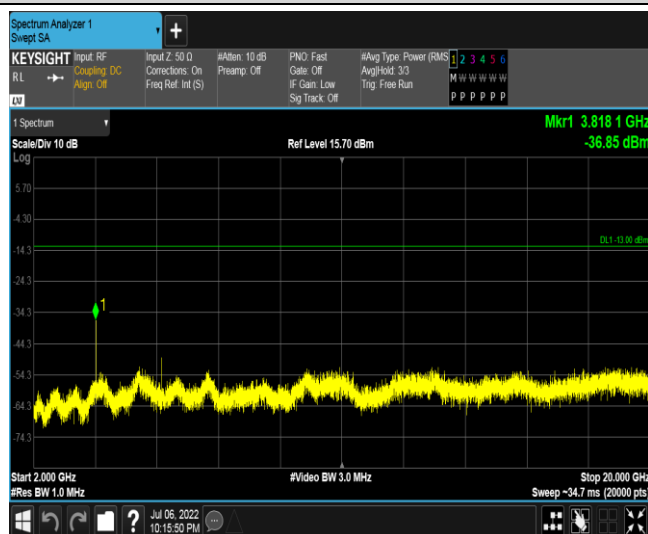 Spectrum Analyzer 1
Swept SA
+
KEYSIGHT
RL
LXI
Input: RF
Coupling: DC
Align: Off
Input Z: 50 Ω
Corrections: On
Freq Ref: Int (S)
#Atten: 10 dB
Preamp: Off
PNO: Fast
Gate: Off
IF Gain: Low
Sig Track: Off
#Avg Type: Power (RMS
Avg|Hold: 3/3
Trig: Free Run
1 2 3 4 5 6
M W W W W W
P P P P P P
1 Spectrum
Mkr1 3.818 1 GHz
-36.85 dBm
Scale/Div 10 dB
Ref Level 15.70 dBm
Log
5.70
-4.30
DL1 -13.00 dBm
-14.3
-24.3
-34.3
1
-44.3
-54.3
-64.3
-74.3
Start 2.000 GHz
#Video BW 3.0 MHz
Stop 20.000 GHz
#Res BW 1.0 MHz
Sweep ~34.7 ms (20000 pts)
?
Jul 06, 2022
10:15:50 PM